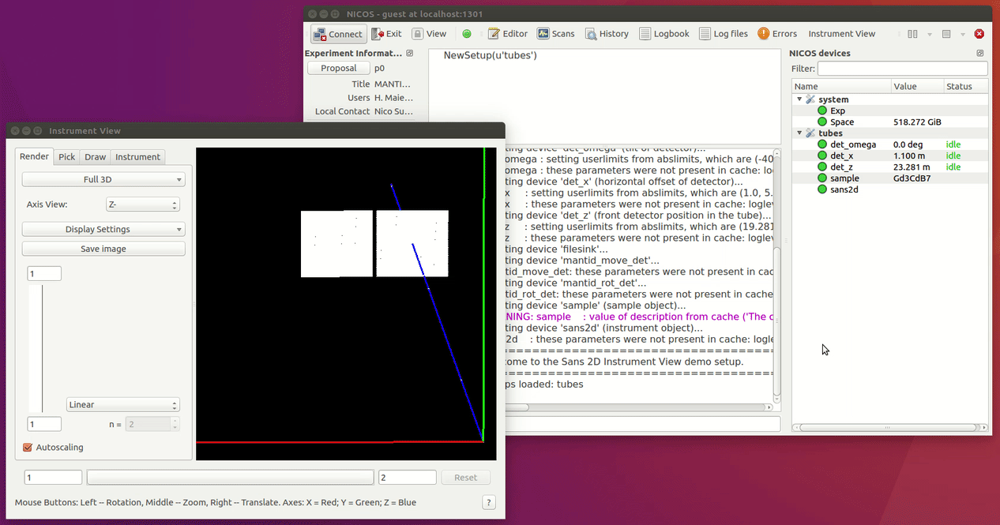 NICOS - guest at localhost:1301
Connect Exit View Editor Scans History Logbook Log files Errors Instrument View
Experiment Informat...
Proposal p0
Title MANTI...
Users H. Maie...
Local Contact Nico Su...
NewSetup(u'tubes')
NICOS devices
Filter:
Name Value Status
system
Exp
Space 518.272 GiB
tubes
det_omega 0.0 deg idle
det_x 1.100 m idle
det_z 23.281 m idle
sample Gd3CdB7
sans2d
ting device 'det_omega' (tilt of detector)...
omega : setting userlimits from abslimits, which are (-40
omega : these parameters were not present in cache: lo
ting device 'det_x' (horizontal offset of detector)...
x : setting userlimits from abslimits, which are (1.0, 5.
x : these parameters were not present in cache: loglev
ting device 'det_z' (front detector position in the tube)...
z : setting userlimits from abslimits, which are (19.281
z : these parameters were not present in cache: loglev
ting device 'filesink'...
ting device 'mantid_move_det'...
tid_move_det: these parameters were not present in cac
ting device 'mantid_rot_det'...
tid_rot_det: these parameters were not present in cache
ting device 'sample' (sample object)...
NING: sample : value of description from cache ('The c
ting device 'sans2d' (instrument object)...
2d : these parameters were not present in cache: logle
==================================
come to the Sans 2D Instrument View demo setup.
==================================
ps loaded: tubes
Instrument View
Render Pick Draw Instrument
Full 3D
Axis View: Z-
Display Settings
Save image
1
Linear
1 n = 2
Autoscaling
1 2 Reset
Mouse Buttons: Left -- Rotation, Middle -- Zoom, Right -- Translate. Axes: X = Red; Y = Green; Z = Blue ?